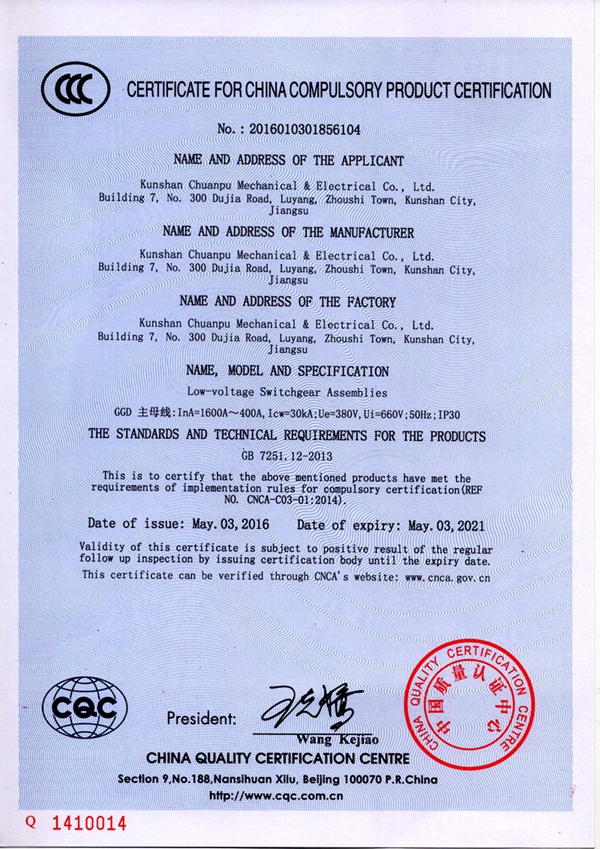 CCC
CERTIFICATE FOR CHINA COMPULSORY PRODUCT CERTIFICATION
No.: 2016010301856104
NAME AND ADDRESS OF THE APPLICANT
Kunshan Chuanpu Mechanical & Electrical Co., Ltd.
Building 7, No. 300 Dujia Road, Luyang, Zhoushi Town, Kunshan City,
Jiangsu
NAME AND ADDRESS OF THE MANUFACTURER
Kunshan Chuanpu Mechanical & Electrical Co., Ltd.
Building 7, No. 300 Dujia Road, Luyang, Zhoushi Town, Kunshan City,
Jiangsu
NAME AND ADDRESS OF THE FACTORY
Kunshan Chuanpu Mechanical & Electrical Co., Ltd.
Building 7, No. 300 Dujia Road, Luyang, Zhoushi Town, Kunshan City,
Jiangsu
NAME, MODEL AND SPECIFICATION
Low-voltage Switchgear Assemblies
GGD 主母线:InA=1600A～400A, Icw=30kA;Ue=380V, Ui=660V;50Hz;IP30
THE STANDARDS AND TECHNICAL REQUIREMENTS FOR THE PRODUCTS
GB 7251.12-2013
This is to certify that the above mentioned products have met the
requirements of implementation rules for compulsory certification(REF
NO. CNCA-C03-01:2014).
Date of issue: May. 03, 2016 Date of expiry: May. 03, 2021
Validity of this certificate is subject to positive result of the regular
follow up inspection by issuing certification body until the expiry date.
This certificate can be verified through CNCA's website: www.cnca.gov.cn
CHINA QUALITY CERTIFICATION CENTRE
中国质量认证中心
CQC
President: 王克娇
Wang Kejiao
CHINA QUALITY CERTIFICATION CENTRE
Section 9,No.188,Nansihuan Xilu, Beijing 100070 P.R.China
http://www.cqc.com.cn
Q 1410014